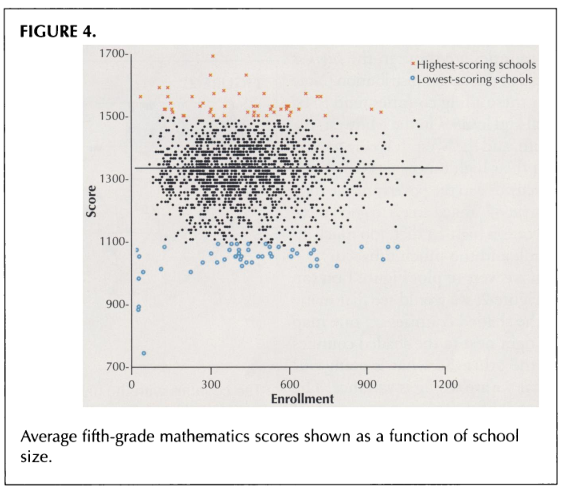 FIGURE 4.
1700-
Highest-scoring schools
Lowest-scoring schools
1500-
1300-
Score
1100-
900-
700-
0
300
600
900
1200
Enrollment
Average fifth-grade mathematics scores shown as a function of school
size.